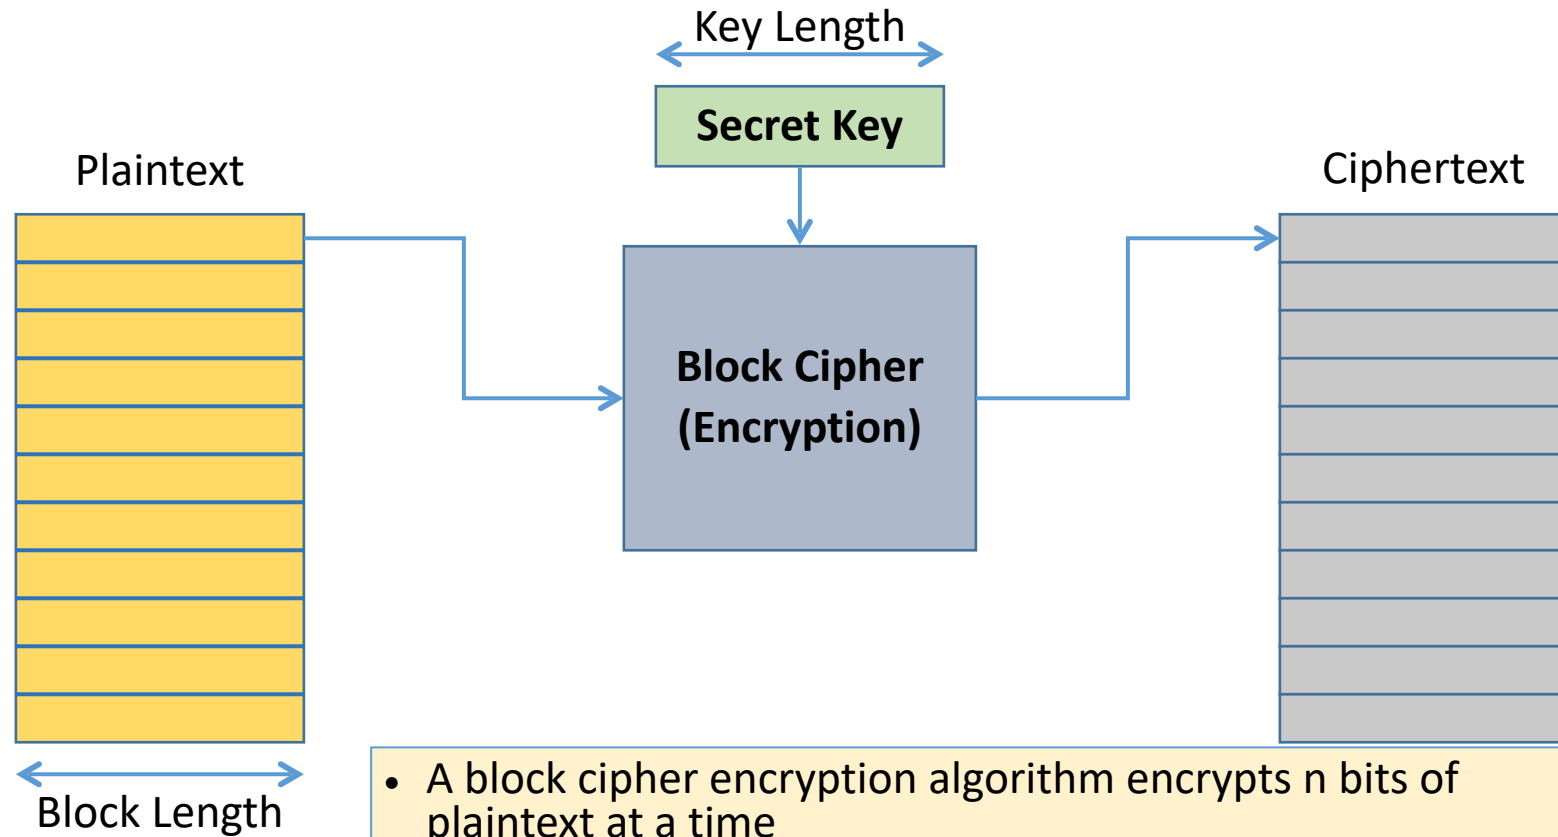 Key Length
Secret Key
Plaintext
Ciphertext
Block Cipher
(Encryption)
• A block cipher encryption algorithm encrypts n bits of
plaintext at a time
Block Length